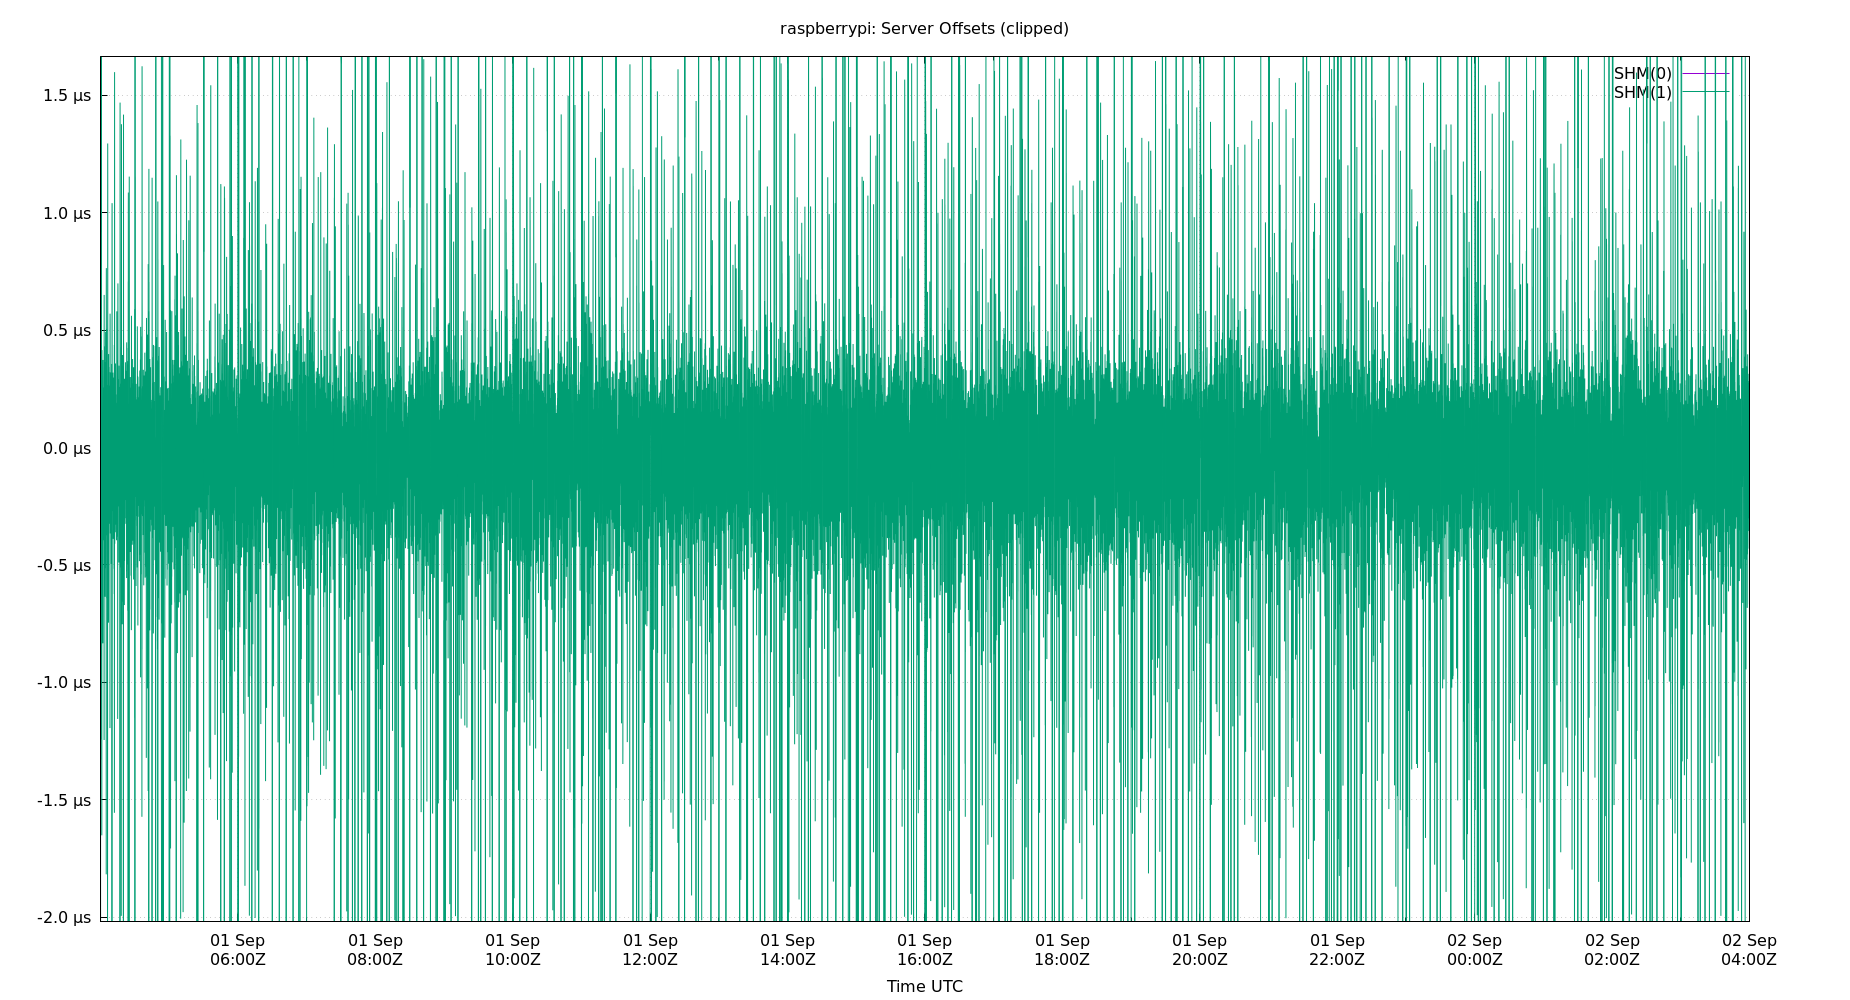 raspberrypi: Server Offsets (clipped)
SHM(0)
SHM(1)
1.5 µs
1.0 µs
0.5 µs
0.0 µs
-0.5 µs
-1.0 µs
-1.5 µs
-2.0 µs
01 Sep 01 Sep 01 Sep 01 Sep 01 Sep 01 Sep 01 Sep 01 Sep 01 Sep 02 Sep 02 Sep 02 Sep
06:00Z 08:00Z 10:00Z 12:00Z 14:00Z 16:00Z 18:00Z 20:00Z 22:00Z 00:00Z 02:00Z 04:00Z
Time UTC